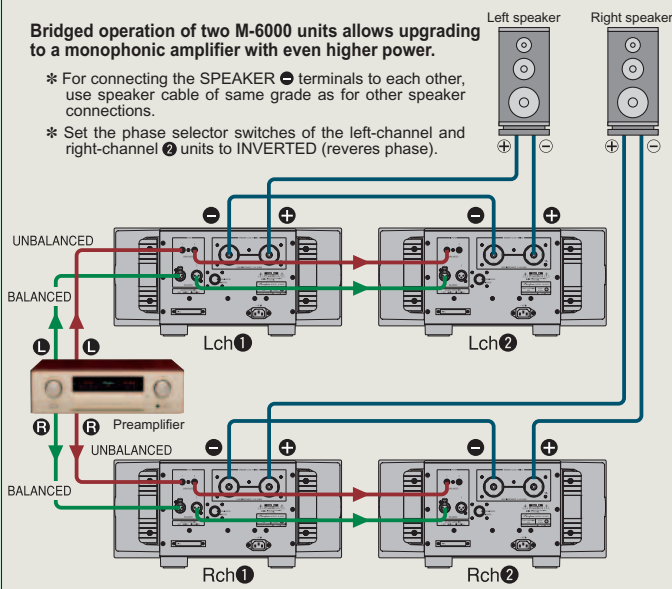 Bridged operation of two M-6000 units allows upgrading
to a monophonic amplifier with even higher power.
✻ For connecting the SPEAKER ⊖ terminals to each other,
use speaker cable of same grade as for other speaker
connections.
✻ Set the phase selector switches of the left-channel and
right-channel ❷ units to INVERTED (reveres phase).
Left speaker
Right speaker
⊕ ⊖
⊕ ⊖
⊖ ⊕
⊖ ⊕
UNBALANCED
BALANCED
Lch❶
Lch❷
L L
Preamplifier
R R
UNBALANCED
BALANCED
⊖ ⊕
⊖ ⊕
Rch❶
Rch❷